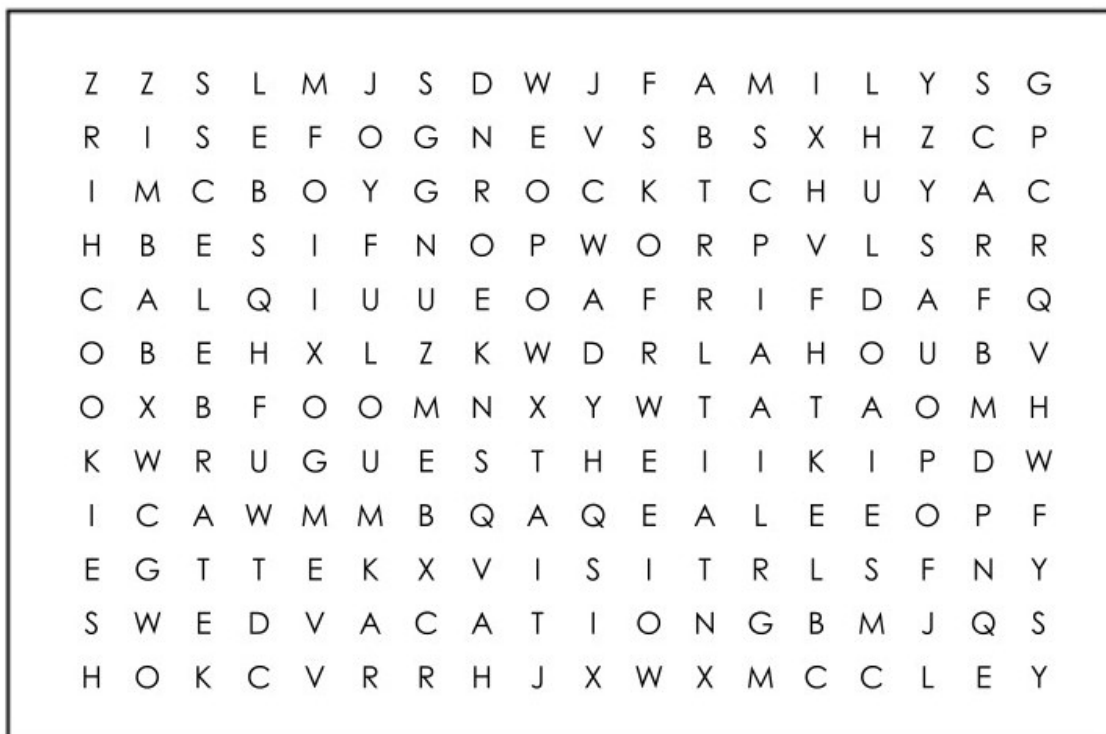 Z Z S L M J S D W J F A M I L Y S G
R I S E F O G N E V S B S X H Z C P
I M C B O Y G R O C K T C H U Y A C
H B E S I F N O P W O R P V L S R R
C A L Q I U U E O A F R I F D A F Q
O B E H X L Z K W D R L A H O U B V
O X B F O O M N X Y W T A T A O M H
K W R U G U E S T H E I I K I P D W
I C A W M M B Q A Q E A L E E O P F
E G T T E K X V I S I T R L S F N Y
S W E D V A C A T I O N G B M J Q S
H O K C V R R H J X W X M C C L E Y